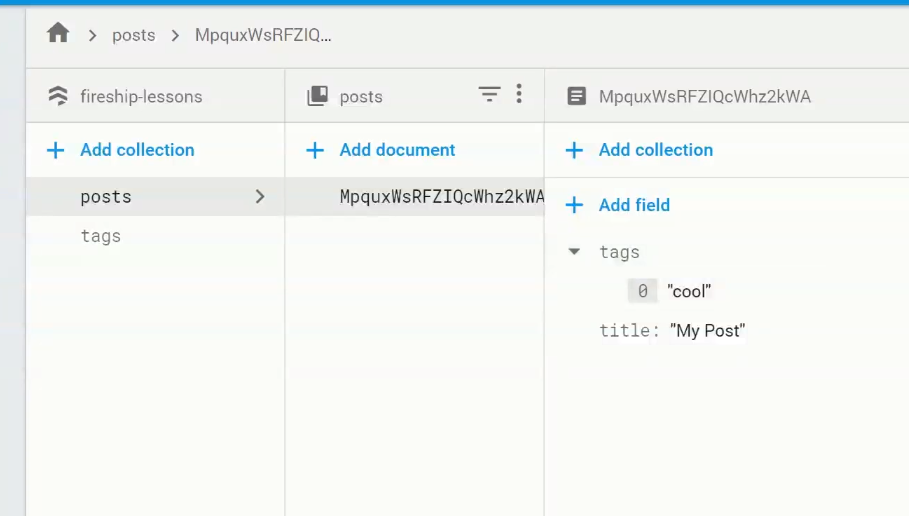 posts MpquxWsRFZIQ...
fireship-lessons posts MpquxWsRFZIQcWhz2kWA
Add collection Add document Add collection
posts MpquxWsRFZIQcWhz2kWA Add field
tags tags
0 "cool"
title: "My Post"